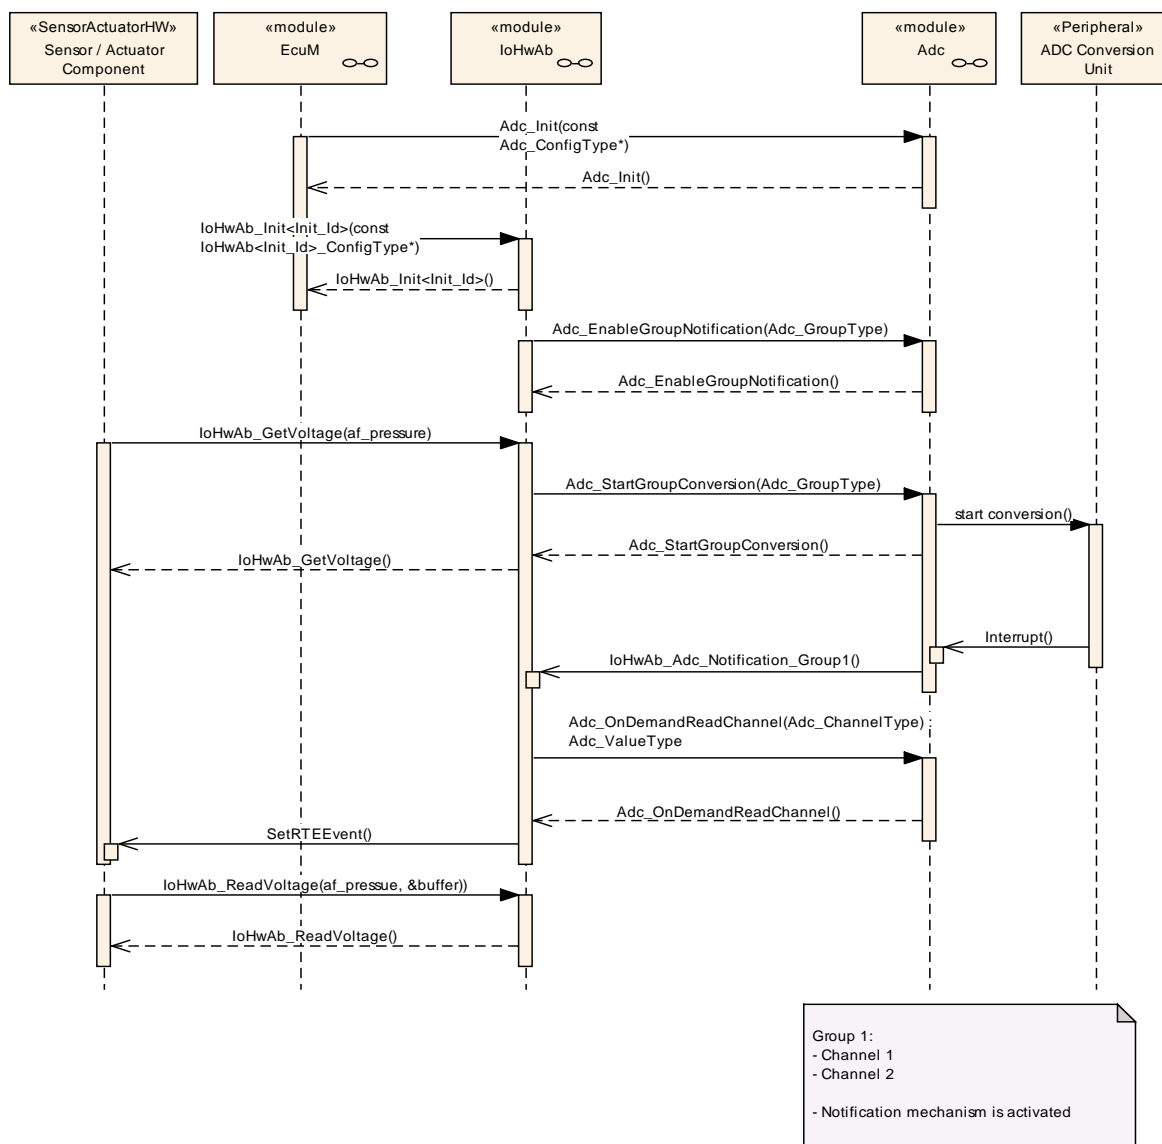 «SensorActuatorHW»
Sensor / Actuator
Component
«module»
EcuM
«module»
IoHwAb
«module»
Adc
«Peripheral»
ADC Conversion
Unit
Adc_Init(const
Adc_ConfigType*)
Adc_Init()
IoHwAb_Init<Init_Id>(const
IoHwAb<Init_Id>_ConfigType*)
IoHwAb_Init<Init_Id>()
Adc_EnableGroupNotification(Adc_GroupType)
Adc_EnableGroupNotification()
IoHwAb_GetVoltage(af_pressure)
Adc_StartGroupConversion(Adc_GroupType)
start conversion()
Adc_StartGroupConversion()
IoHwAb_GetVoltage()
Interrupt()
IoHwAb_Adc_Notification_Group1()
Adc_OnDemandReadChannel(Adc_ChannelType) :
Adc_ValueType
Adc_OnDemandReadChannel()
SetRTEEvent()
IoHwAb_ReadVoltage(af_pressue, &buffer))
IoHwAb_ReadVoltage()
Group 1:
- Channel 1
- Channel 2
- Notification mechanism is activated